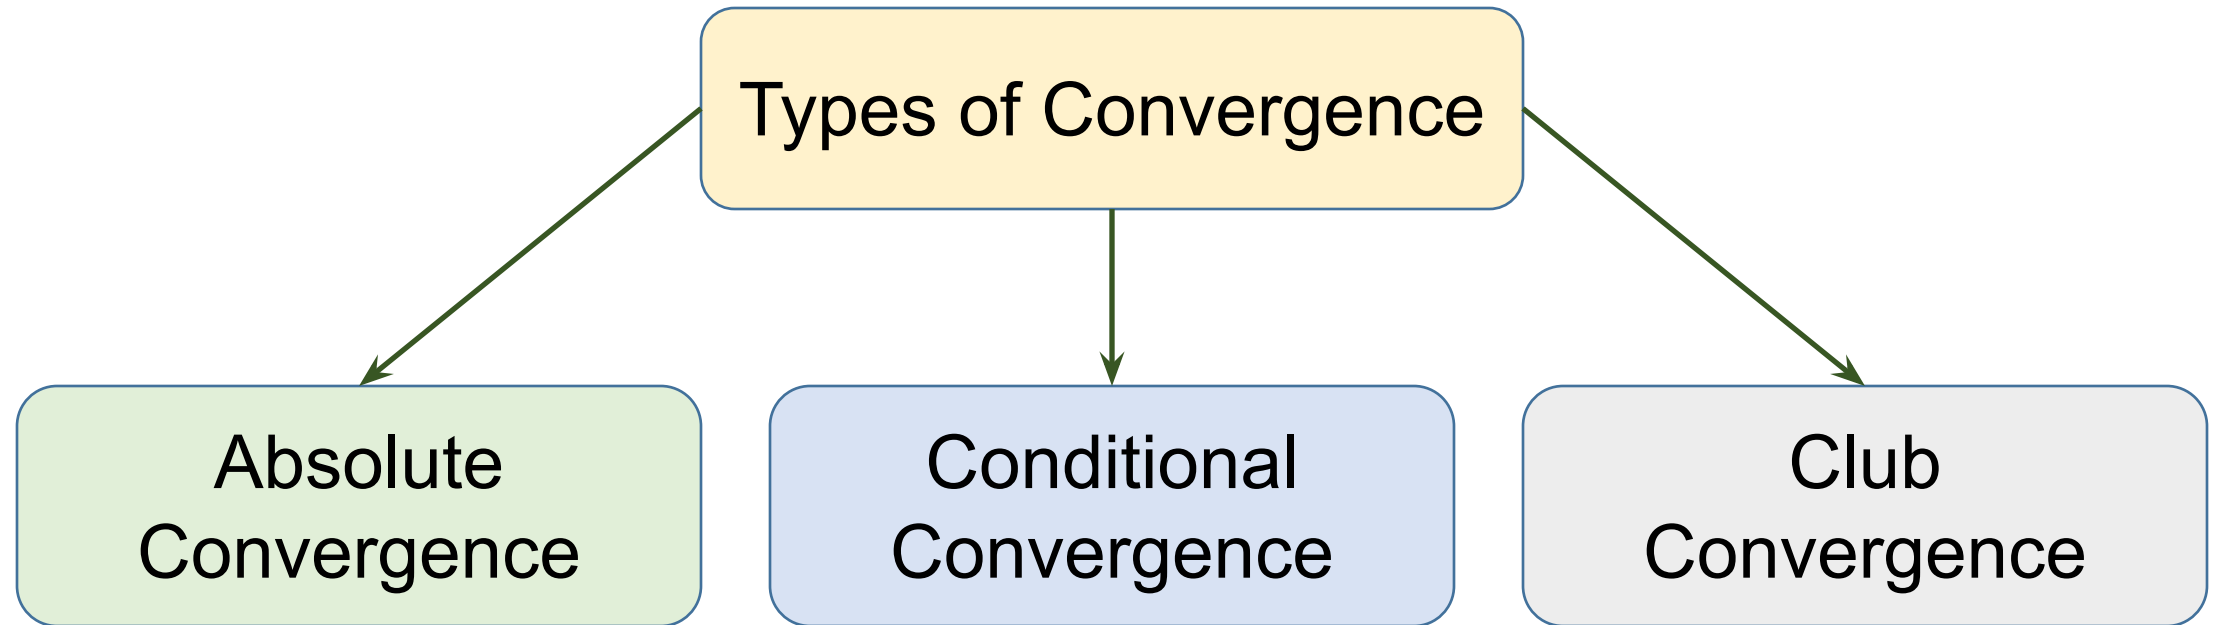 Types of Convergence
Absolute
Convergence
Conditional
Convergence
Club
Convergence